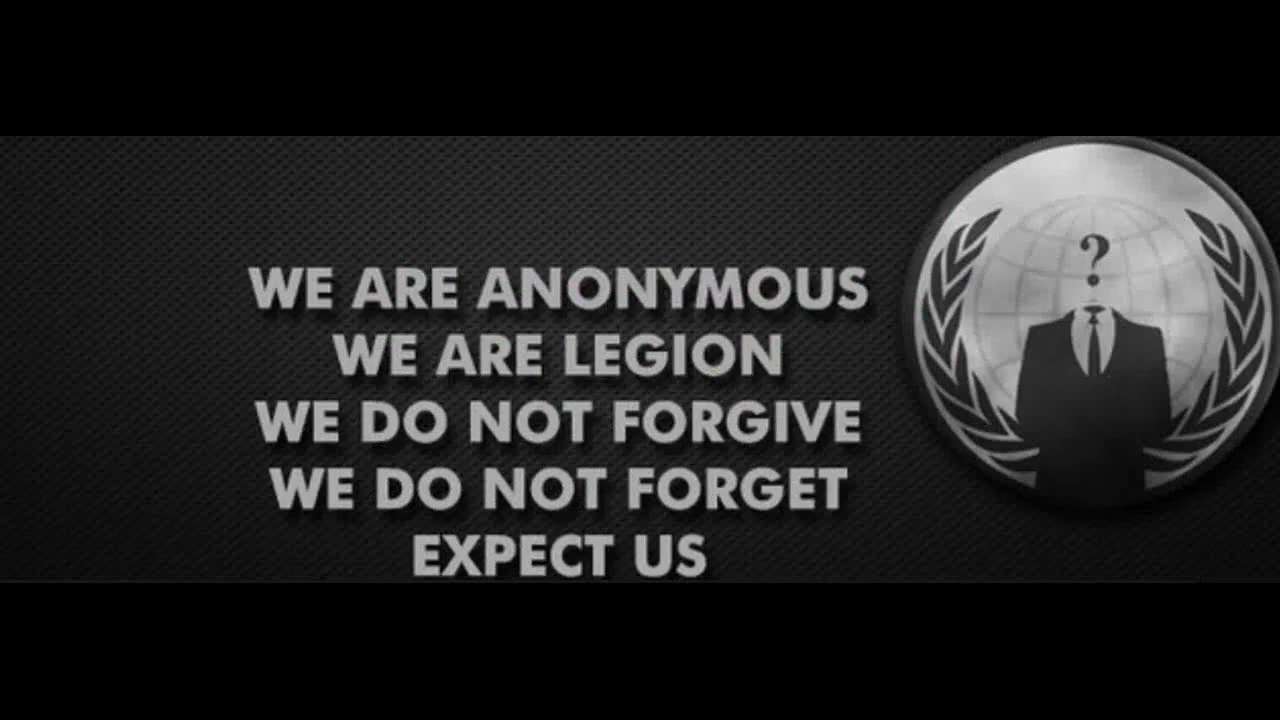 WE ARE ANONYMOUS
WE ARE LEGION
WE DO NOT FORGIVE
WE DO NOT FORGET
EXPECT US
?